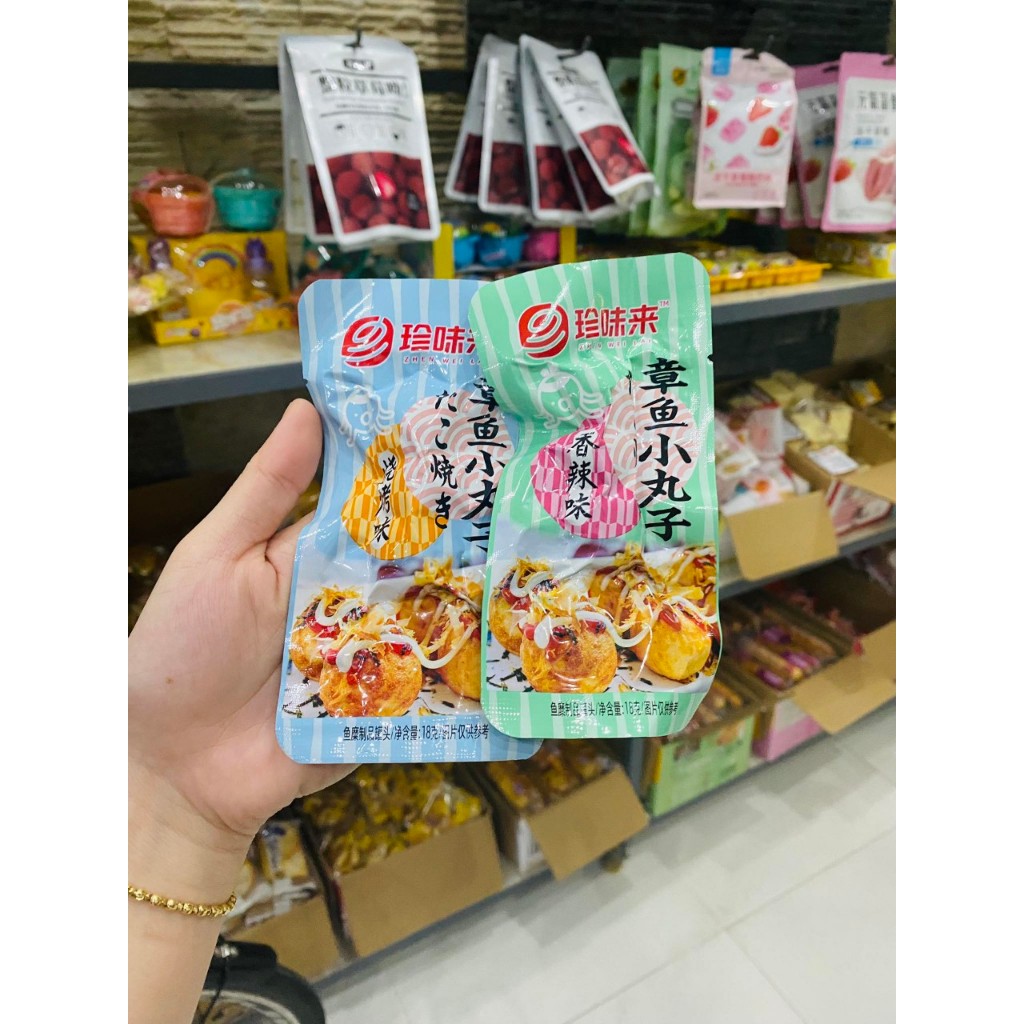 珍味来
ZHEN WEI LAI
章鱼小丸子
たこ焼き
烧烤味
鱼糜制品罐头/净含量:18克/图片仅供参考
珍味来™
ZHEN WEI LAI
章鱼小丸子
香辣味
鱼糜制品罐头/净含量:18克/图片仅供参考